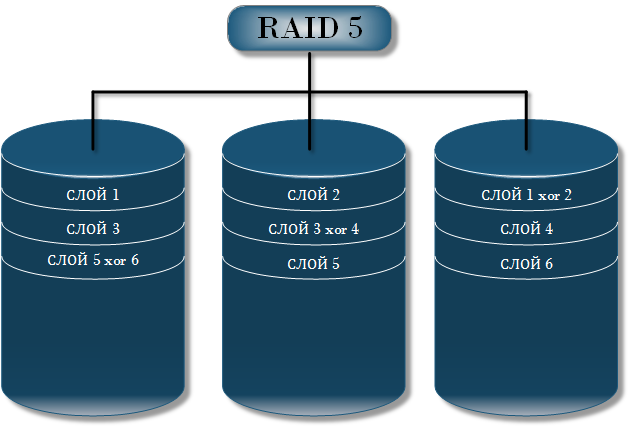 RAID 5
СЛОЙ 1
СЛОЙ 2
СЛОЙ 1 xor 2
СЛОЙ 3
СЛОЙ 3 xor 4
СЛОЙ 4
СЛОЙ 5 xor 6
СЛОЙ 5
СЛОЙ 6